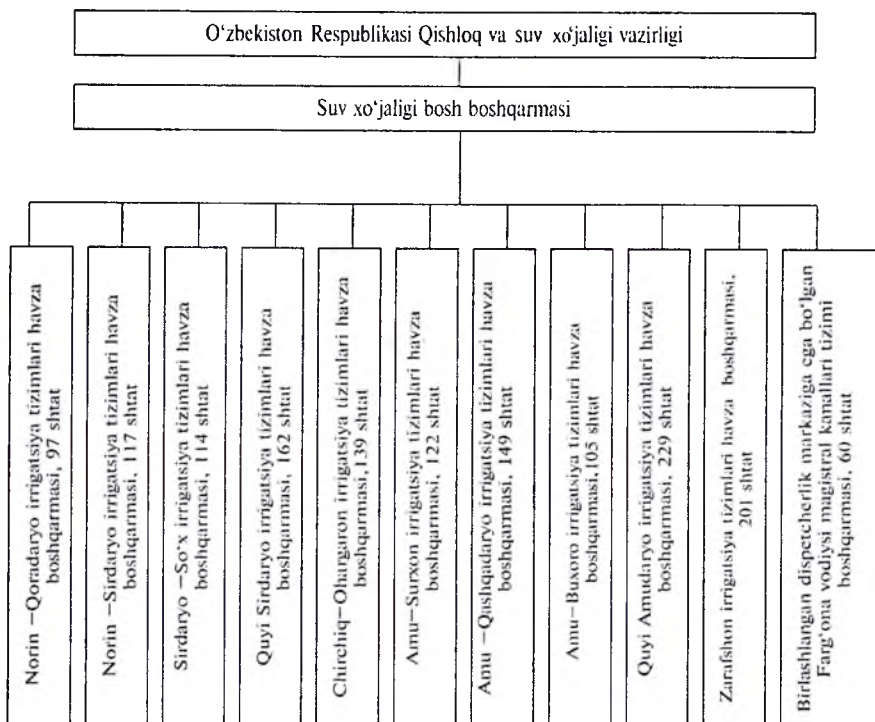 O‘zbekiston Respublikasi Qishloq va suv xo‘jaligi vazirligi
Suv xo‘jaligi bosh boshqarmasi
Norin —Qoradaryo irrigatsiya tizimlari havza
boshqarmasi, 97 shtat
Norin —Sirdaryo irrigatsiya tizimlari havza
boshqarmasi, 117 shtat
Sirdaryo —So‘x irrigatsiya tizimlari havza
boshqarmasi, 114 shtat
Quyi Sirdaryo irrigatsiya tizimlari havza
boshqarmasi, 162 shtat
Chirchiq—Ohargaron irrigatsiya tizimlari havza
boshqarmasi,139 shtat
Amu—Surxon irrigatsiya tizimlari havza
boshqarmasi, 122 shtat
Amu —Qashqadaryo irrigatsiya tizimlari havza
boshqarmasi, 149 shtat
Amu—Buxoro irrigatsiya tizimlari havza
boshqarmasi,105 shtat
Quyi Amudaryo irrigatsiya tizimlari havza
boshqarmasi, 229 shtat
Zarafshon irrigatsiya tizimlari havza boshqarmasi,
201 shtat
Birlashlangan dispetcherlik markaziga ega bo‘lgan
Farg‘ona vodiysi magistral kanallari tizimi
boshqarmasi, 60 shtat